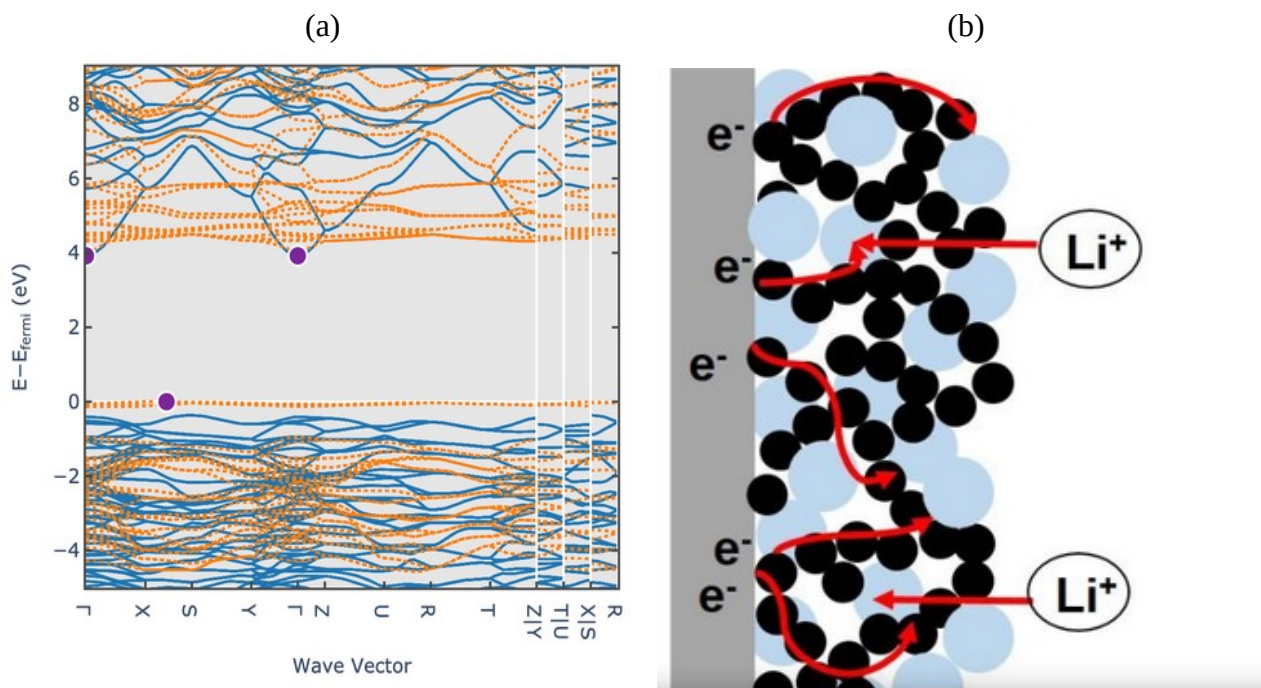 (a)
(b)
8
6
4
2
0
−2
−4
E−E_fermi (eV)
Γ X S Y Γ Z U R T Z|Y T|U X|S R
Wave Vector
e-
e-
e-
e-
e-
Li+
Li+